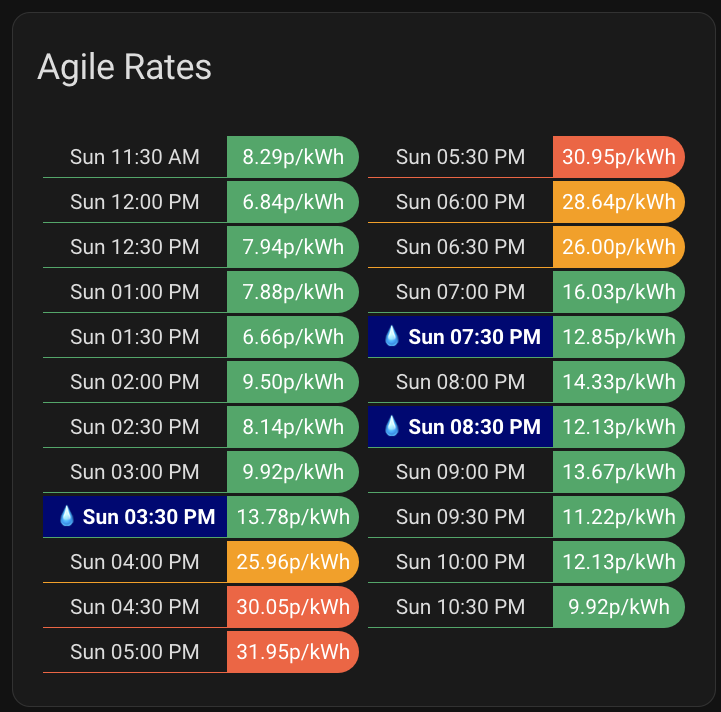 Agile Rates
Sun 11:30 AM 8.29p/kWh
Sun 12:00 PM 6.84p/kWh
Sun 12:30 PM 7.94p/kWh
Sun 01:00 PM 7.88p/kWh
Sun 01:30 PM 6.66p/kWh
Sun 02:00 PM 9.50p/kWh
Sun 02:30 PM 8.14p/kWh
Sun 03:00 PM 9.92p/kWh
Sun 03:30 PM 13.78p/kWh
Sun 04:00 PM 25.96p/kWh
Sun 04:30 PM 30.05p/kWh
Sun 05:00 PM 31.95p/kWh
Sun 05:30 PM 30.95p/kWh
Sun 06:00 PM 28.64p/kWh
Sun 06:30 PM 26.00p/kWh
Sun 07:00 PM 16.03p/kWh
Sun 07:30 PM 12.85p/kWh
Sun 08:00 PM 14.33p/kWh
Sun 08:30 PM 12.13p/kWh
Sun 09:00 PM 13.67p/kWh
Sun 09:30 PM 11.22p/kWh
Sun 10:00 PM 12.13p/kWh
Sun 10:30 PM 9.92p/kWh